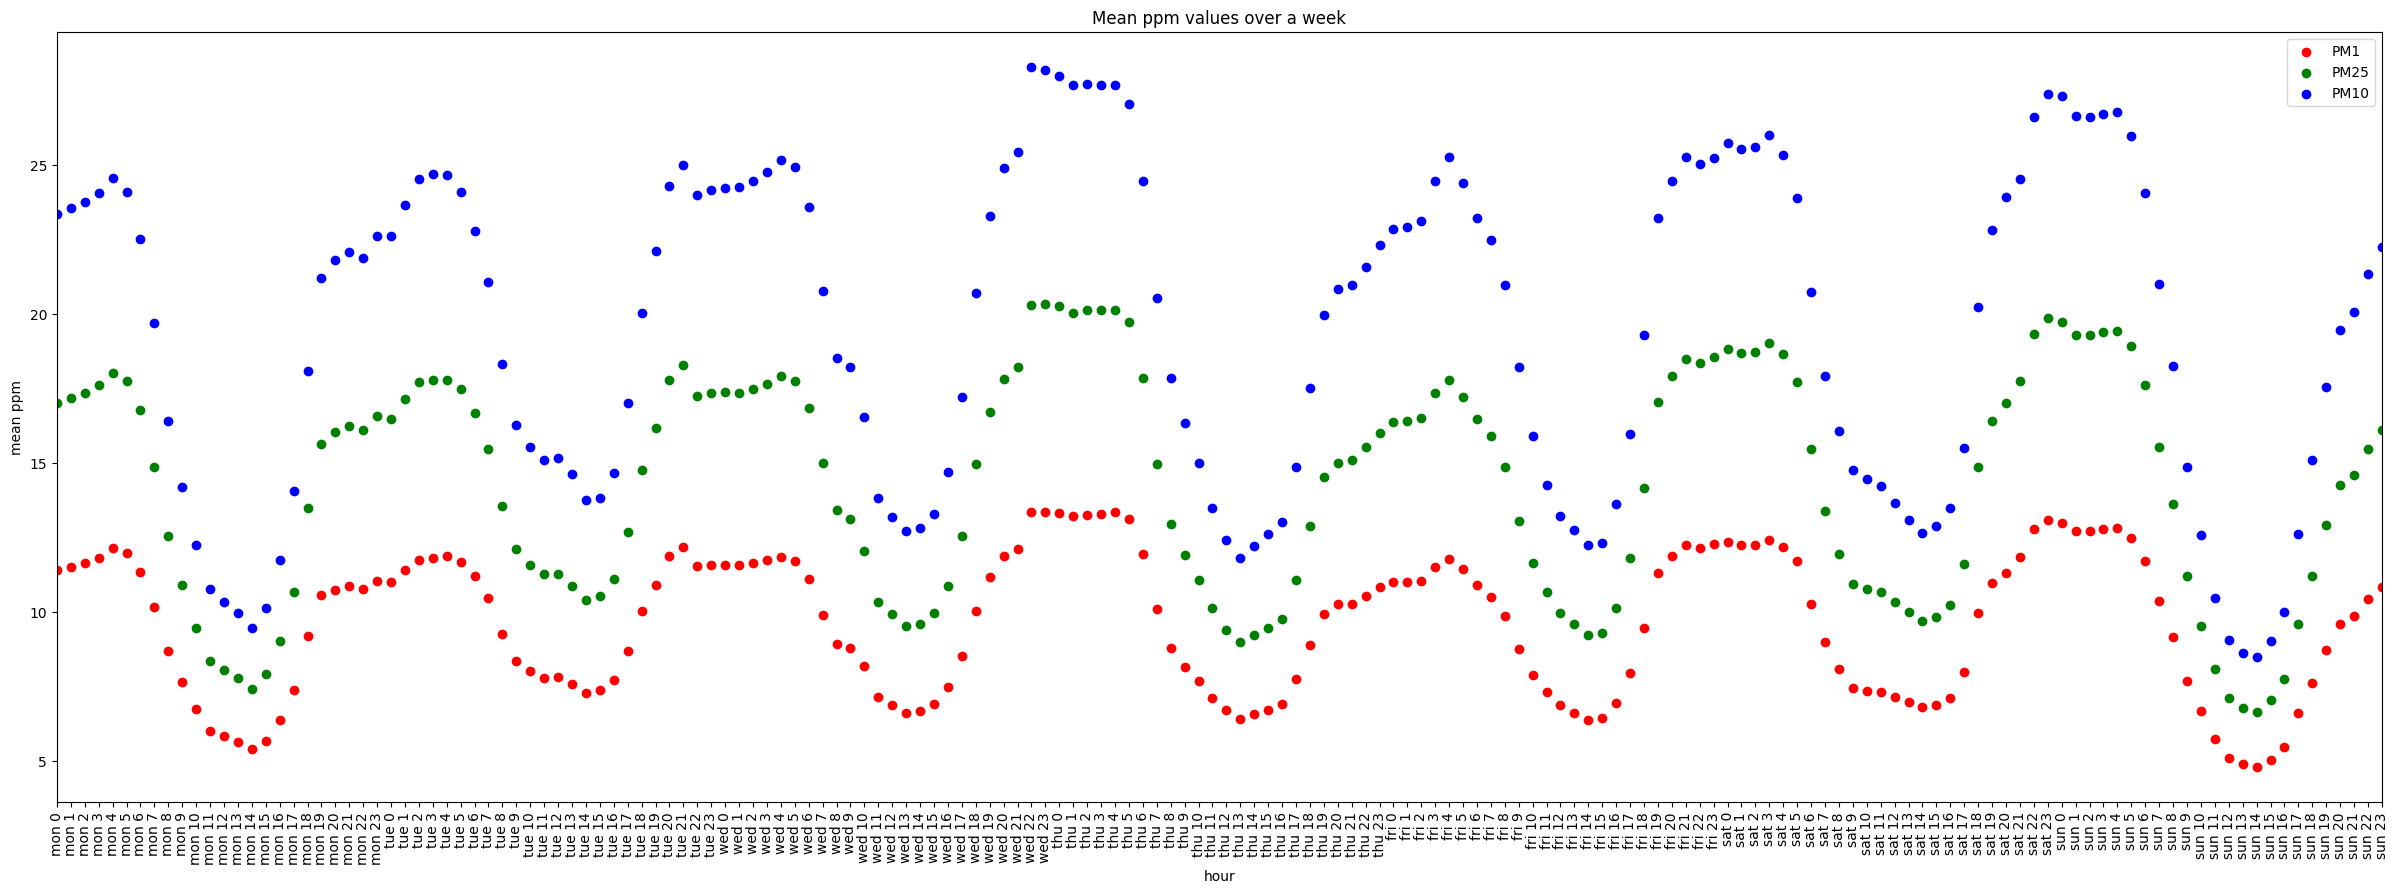 Mean ppm values over a week
PM1
PM25
PM10
mean ppm
25
20
15
10
5
mon 0
mon 1
mon 2
mon 3
mon 4
mon 5
mon 6
mon 7
mon 8
mon 9
mon 10
mon 11
mon 12
mon 13
mon 14
mon 15
mon 16
mon 17
mon 18
mon 19
mon 20
mon 21
mon 22
mon 23
tue 0
tue 1
tue 2
tue 3
tue 4
tue 5
tue 6
tue 7
tue 8
tue 9
tue 10
tue 11
tue 12
tue 13
tue 14
tue 15
tue 16
tue 17
tue 18
tue 19
tue 20
tue 21
tue 22
tue 23
wed 0
wed 1
wed 2
wed 3
wed 4
wed 5
wed 6
wed 7
wed 8
wed 9
wed 10
wed 11
wed 12
wed 13
wed 14
wed 15
wed 16
wed 17
wed 18
wed 19
wed 20
wed 21
wed 22
wed 23
thu 0
thu 1
thu 2
thu 3
thu 4
thu 5
thu 6
thu 7
thu 8
thu 9
thu 10
thu 11
thu 12
thu 13
thu 14
thu 15
thu 16
thu 17
thu 18
thu 19
thu 20
thu 21
thu 22
thu 23
fri 0
fri 1
fri 2
fri 3
fri 4
fri 5
fri 6
fri 7
fri 8
fri 9
fri 10
fri 11
fri 12
fri 13
fri 14
fri 15
fri 16
fri 17
fri 18
fri 19
fri 20
fri 21
fri 22
fri 23
sat 0
sat 1
sat 2
sat 3
sat 4
sat 5
sat 6
sat 7
sat 8
sat 9
sat 10
sat 11
sat 12
sat 13
sat 14
sat 15
sat 16
sat 17
sat 18
sat 19
sat 20
sat 21
sat 22
sat 23
sun 0
sun 1
sun 2
sun 3
sun 4
sun 5
sun 6
sun 7
sun 8
sun 9
sun 10
sun 11
sun 12
sun 13
sun 14
sun 15
sun 16
sun 17
sun 18
sun 19
sun 20
sun 21
sun 22
sun 23
hour